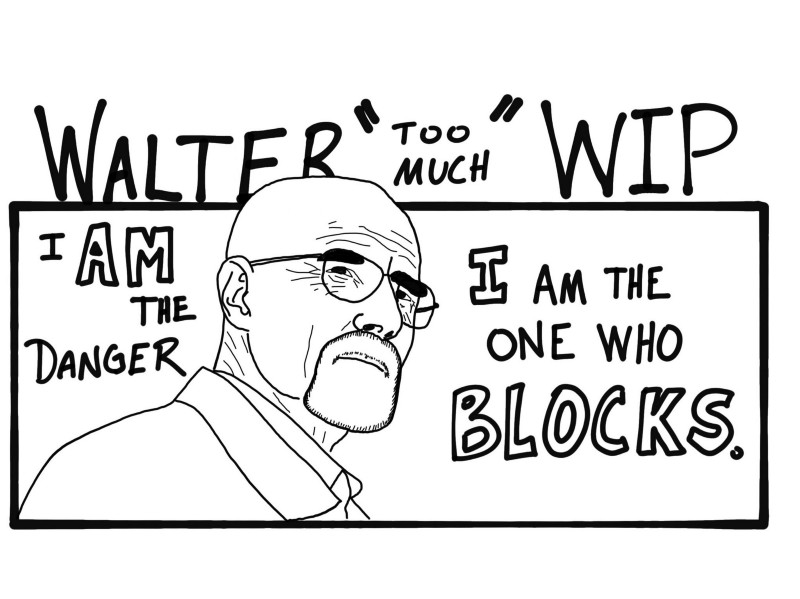 WALTER "TOO MUCH" WIP
I AM
THE
DANGER
I AM THE
ONE WHO
BLOCKS.